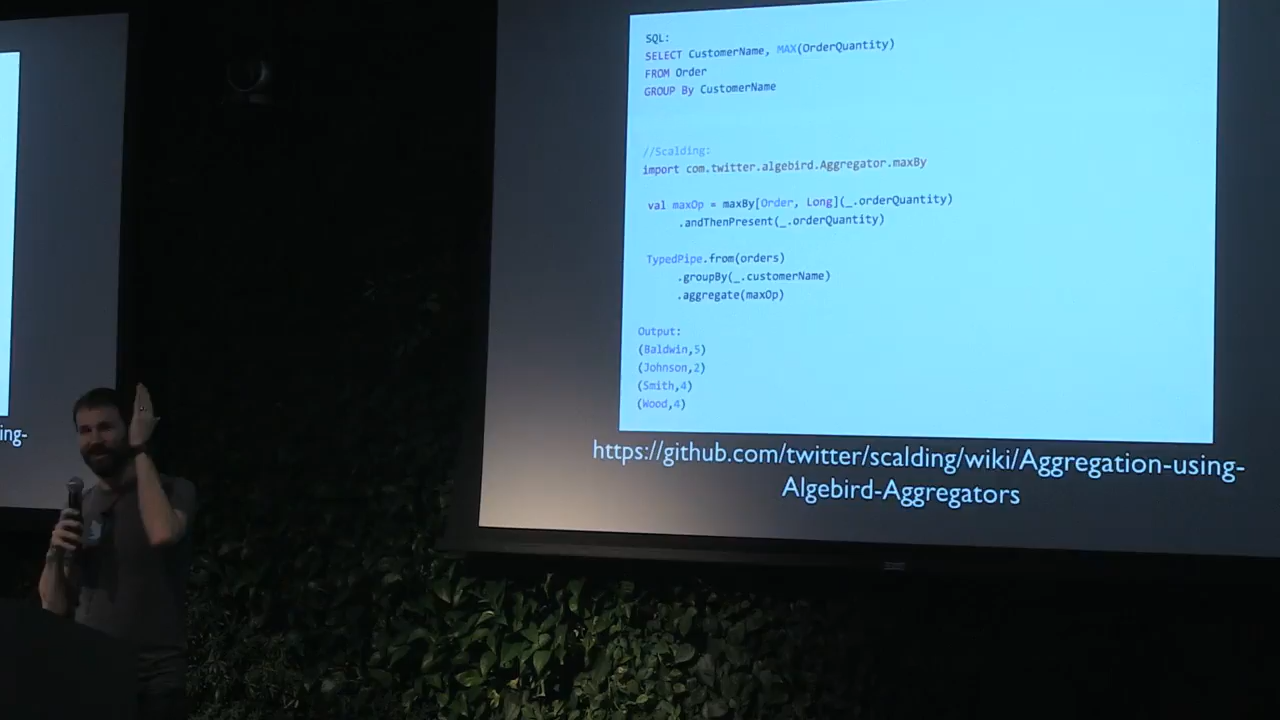 SQL:
SELECT CustomerName, MAX(OrderQuantity)
FROM Order
GROUP By CustomerName
//Scalding:
import com.twitter.algebird.Aggregator.maxBy
val maxOp = maxBy[Order, Long](_.orderQuantity)
.andThenPresent(_.orderQuantity)
TypedPipe.from(orders)
.groupBy(_.customerName)
.aggregate(maxOp)
Output:
(Baldwin,5)
(Johnson,2)
(Smith,4)
(Wood,4)
https://github.com/twitter/scalding/wiki/Aggregation-using-
Algebird-Aggregators
ing-